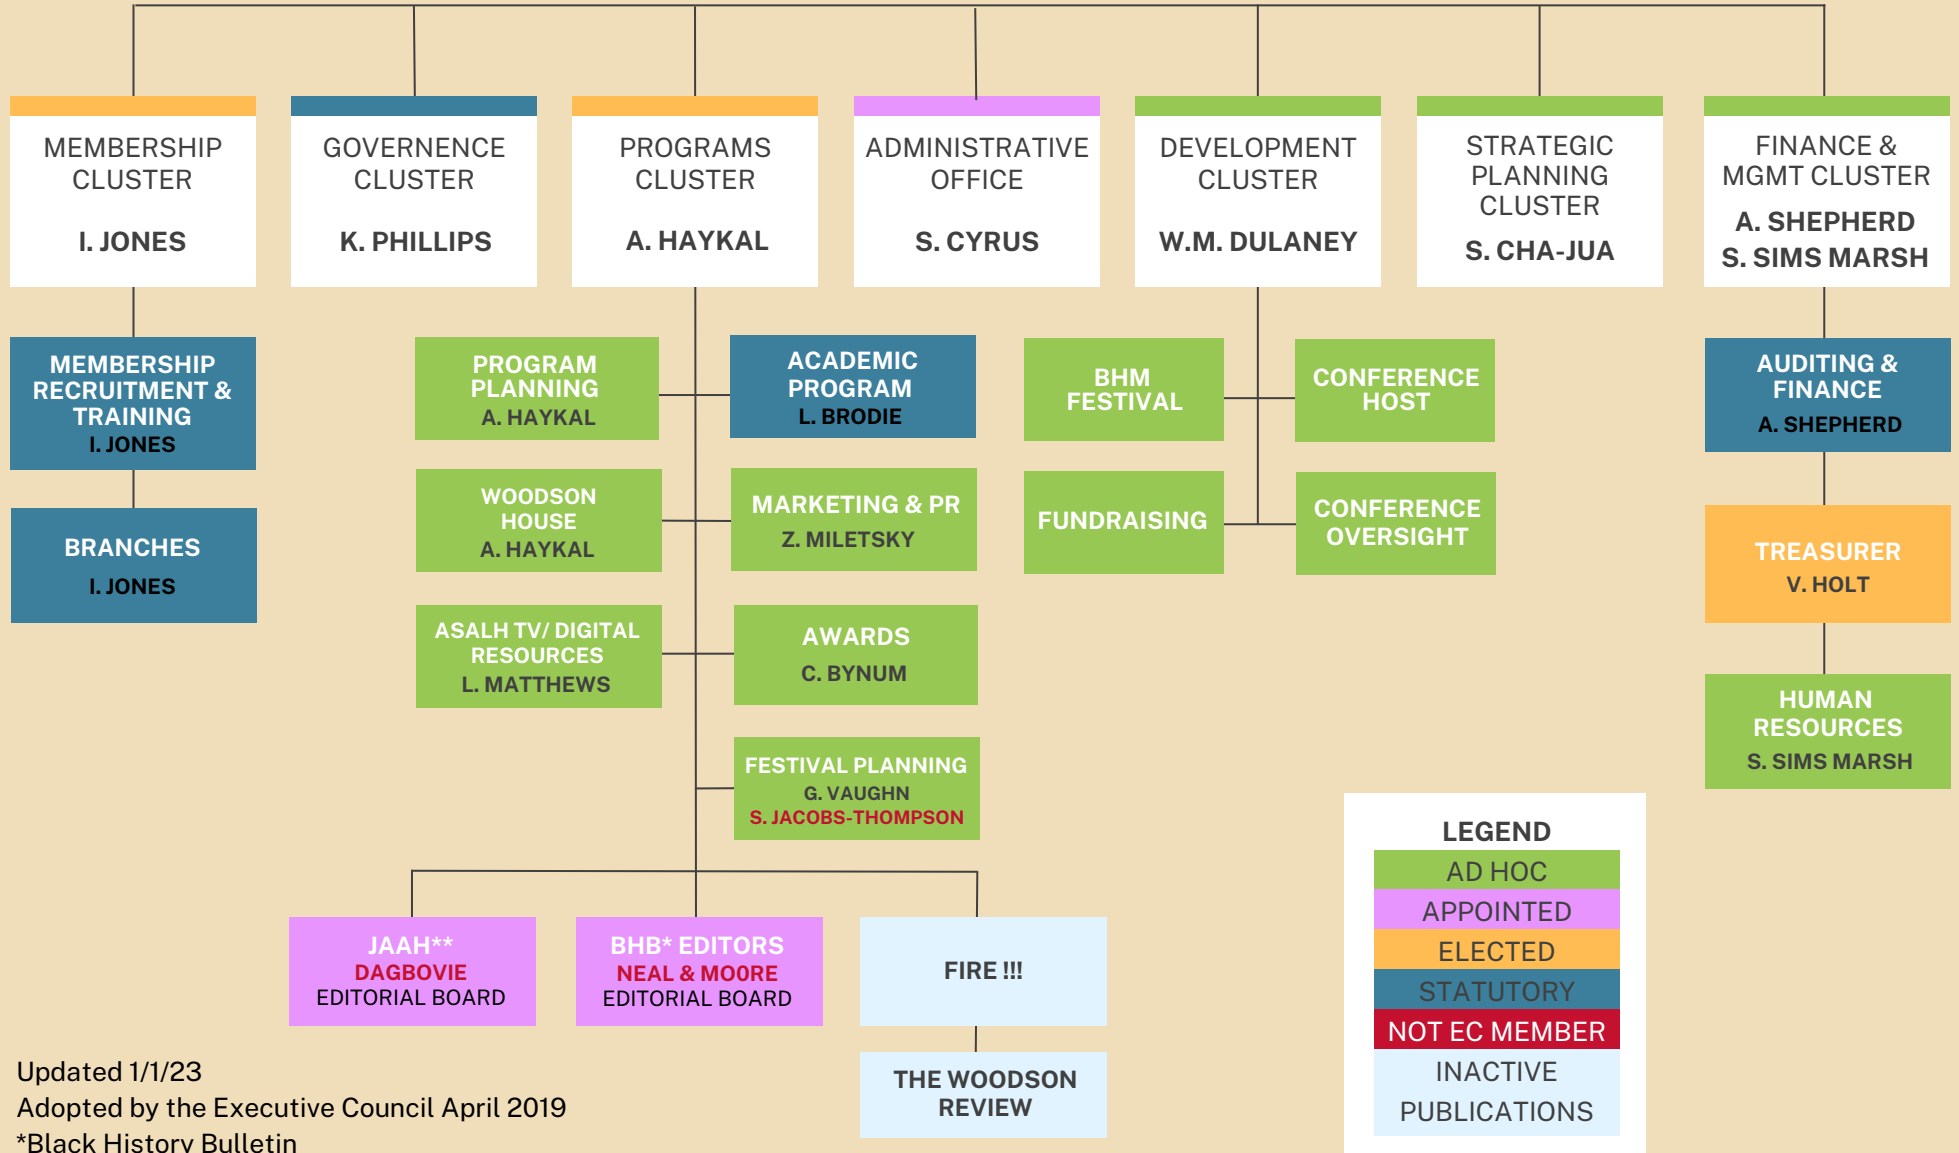 MEMBERSHIP
CLUSTER
I. JONES
GOVERNENCE
CLUSTER
K. PHILLIPS
PROGRAMS
CLUSTER
A. HAYKAL
ADMINISTRATIVE
OFFICE
S. CYRUS
DEVELOPMENT
CLUSTER
W.M. DULANEY
STRATEGIC
PLANNING
CLUSTER
S. CHA-JUA
FINANCE &
MGMT CLUSTER
A. SHEPHERD
S. SIMS MARSH
MEMBERSHIP
RECRUITMENT &
TRAINING
I. JONES
BRANCHES
I. JONES
PROGRAM
PLANNING
A. HAYKAL
ACADEMIC
PROGRAM
L. BRODIE
WOODSON
HOUSE
A. HAYKAL
MARKETING & PR
Z. MILETSKY
ASALH TV/ DIGITAL
RESOURCES
L. MATTHEWS
AWARDS
C. BYNUM
FESTIVAL PLANNING
G. VAUGHN
S. JACOBS-THOMPSON
JAAH**
DAGBOVIE
EDITORIAL BOARD
BHB* EDITORS
NEAL & MO0RE
EDITORIAL BOARD
FIRE !!!
THE WOODSON
REVIEW
BHM
FESTIVAL
CONFERENCE
HOST
FUNDRAISING
CONFERENCE
OVERSIGHT
AUDITING &
FINANCE
A. SHEPHERD
TREASURER
V. HOLT
HUMAN
RESOURCES
S. SIMS MARSH
LEGEND
AD HOC
APPOINTED
ELECTED
STATUTORY
NOT EC MEMBER
INACTIVE
PUBLICATIONS
Updated 1/1/23
Adopted by the Executive Council April 2019
*Black History Bulletin